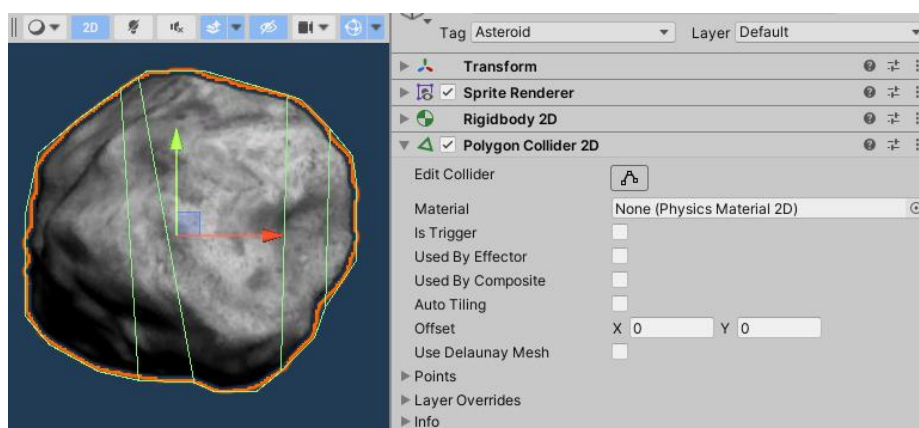 2D
Tag Asteroid Layer Default
Transform
Sprite Renderer
Rigidbody 2D
Polygon Collider 2D
Edit Collider
Material None (Physics Material 2D)
Is Trigger
Used By Effector
Used By Composite
Auto Tiling
Offset X 0 Y 0
Use Delaunay Mesh
Points
Layer Overrides
Info